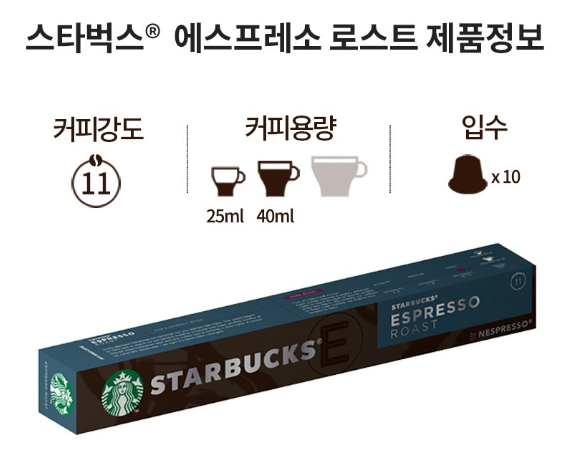 스타벅스® 에스프레소 로스트 제품정보
커피강도
커피용량
입수
11
x 10
25ml
40ml
11
STARBUCKS®
ESPRESSO
ROAST
ESPRESSO
STARBUCKS®
by NESPRESSO®